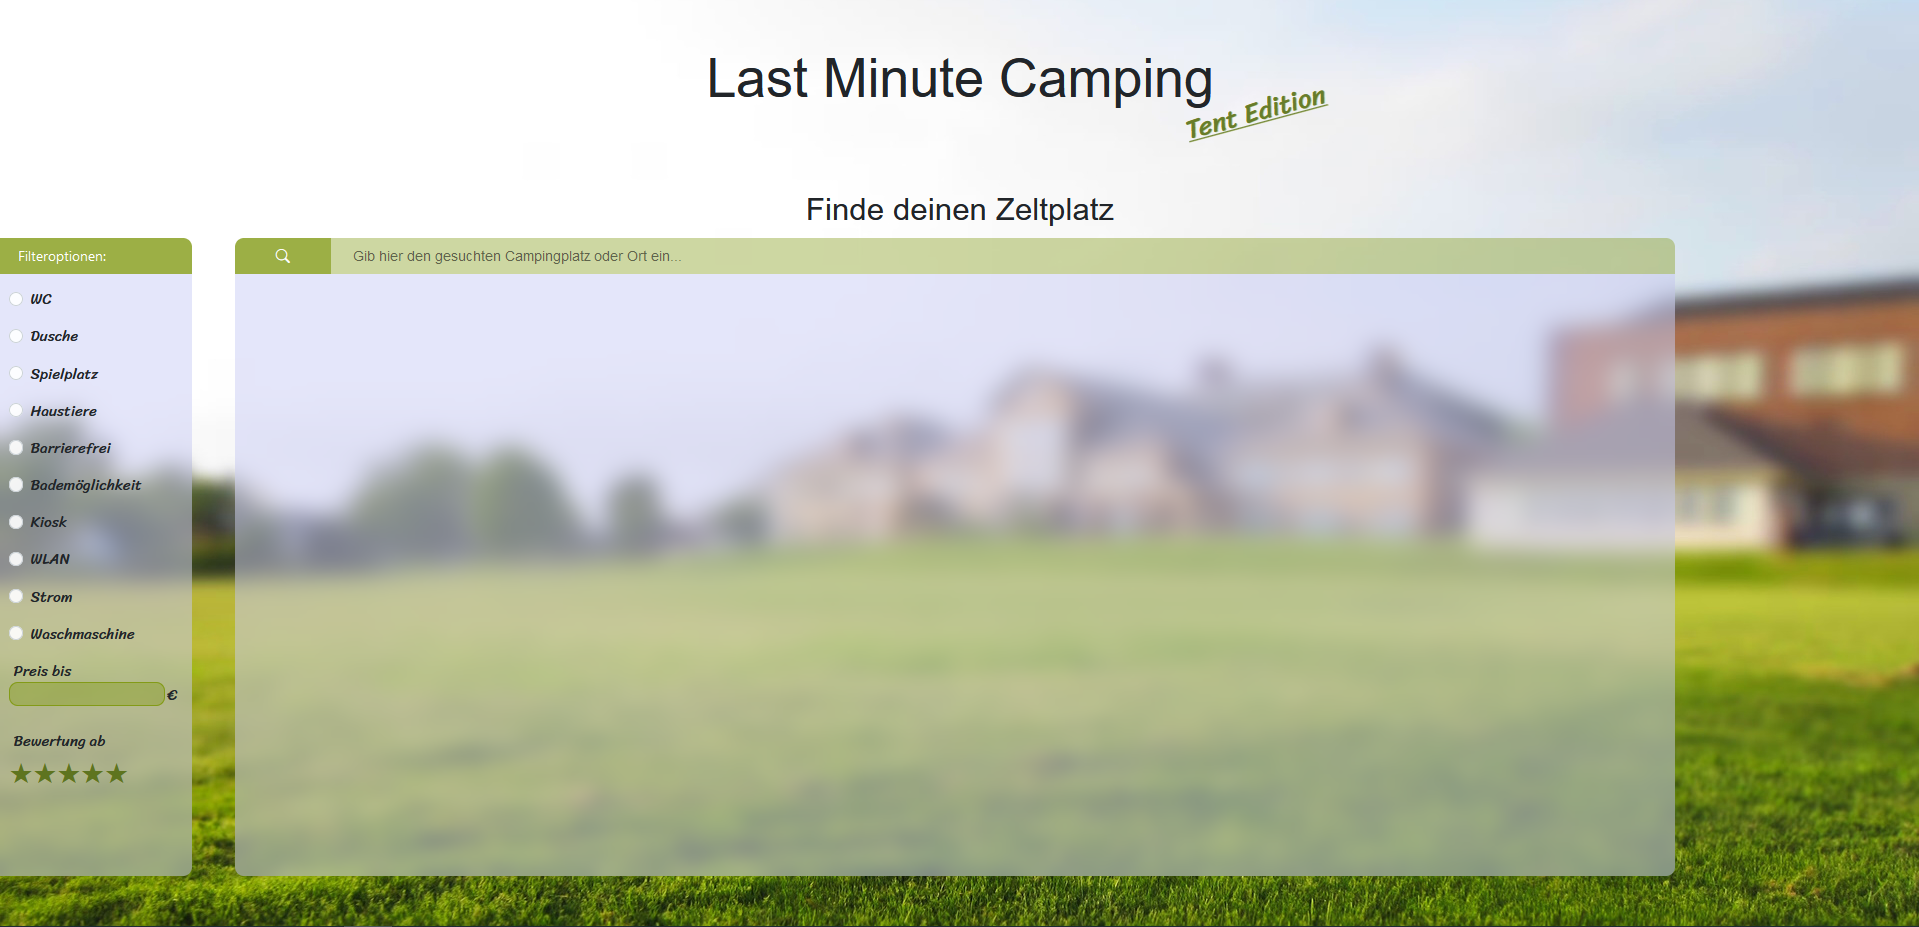 Last Minute Camping
Tent Edition
Finde deinen Zeltplatz
Filteroptionen:
Gib hier den gesuchten Campingplatz oder Ort ein...
WC
Dusche
Spielplatz
Haustiere
Barrierefrei
Bademöglichkeit
Kiosk
WLAN
Strom
Waschmaschine
Preis bis
€
Bewertung ab
★★★★★